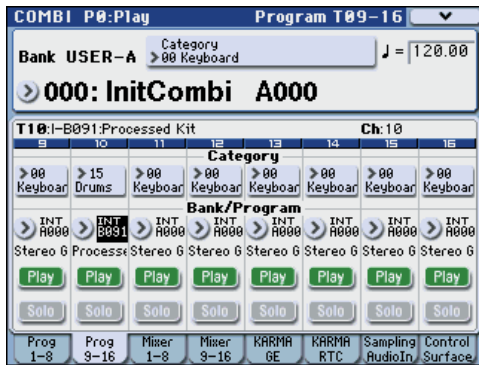 COMBI P0:Play Program T09-16
Bank USER-A Category
00 Keyboard
♩= 120.00
000: InitCombi A000
T10:I-B091:Processed Kit Ch:10
9 10 11 12 13 14 15 16
Category
00 15 00 00 00 00 00 00
Keyboar Drums Keyboar Keyboar Keyboar Keyboar Keyboar Keyboar
Bank/Program
INT INT INT INT INT INT INT INT
A000 B091 A000 A000 A000 A000 A000 A000
Stereo G Processe Stereo G Stereo G Stereo G Stereo G Stereo G Stereo G
Play Play Play Play Play Play Play Play
Solo Solo Solo Solo Solo Solo Solo Solo
Prog Prog Mixer Mixer KARMA KARMA Sampling Control
1-8 9-16 1-8 9-16 GE RTC AudioIn Surface